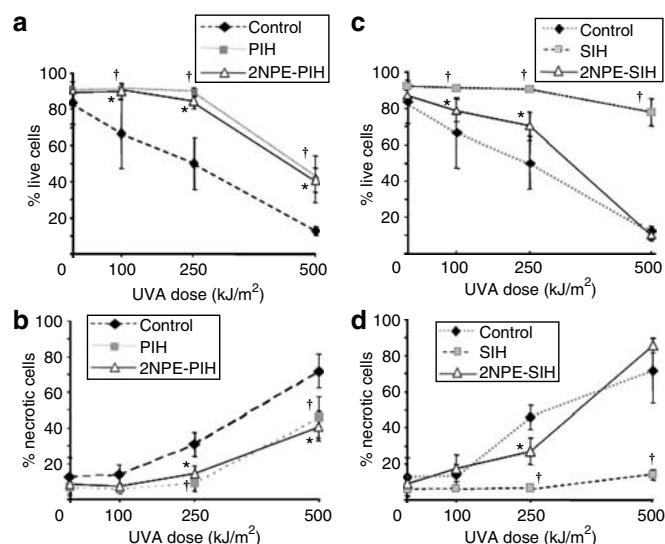 a
Control
PIH
2NPE-PIH
% live cells
100
80
60
40
20
†
†
†
*
*
*
0
100
250
500
UVA dose (kJ/m²)
c
Control
SIH
2NPE-SIH
% live cells
100
80
60
40
20
†
†
†
*
*
0
100
250
500
UVA dose (kJ/m²)
b
Control
PIH
2NPE-PIH
% necrotic cells
100
80
60
40
20
*
†
†
*
0
100
250
500
UVA dose (kJ/m²)
d
Control
SIH
2NPE-SIH
% necrotic cells
100
80
60
40
20
*
†
†
0
100
250
500
UVA dose (kJ/m²)